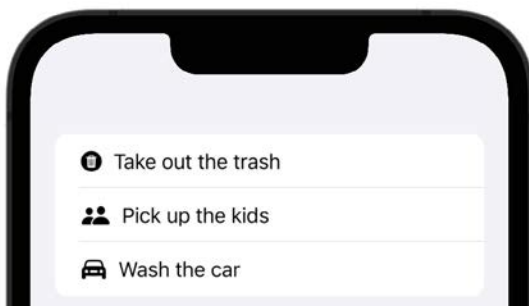 Take out the trash
Pick up the kids
Wash the car